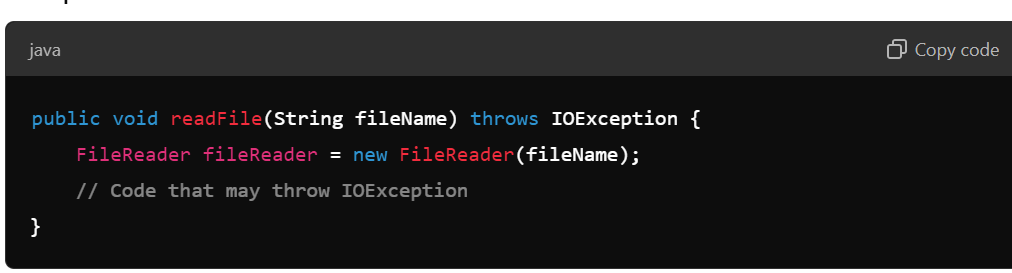 java
Copy code
public void readFile(String fileName) throws IOException {
    FileReader fileReader = new FileReader(fileName);
    // Code that may throw IOException
}